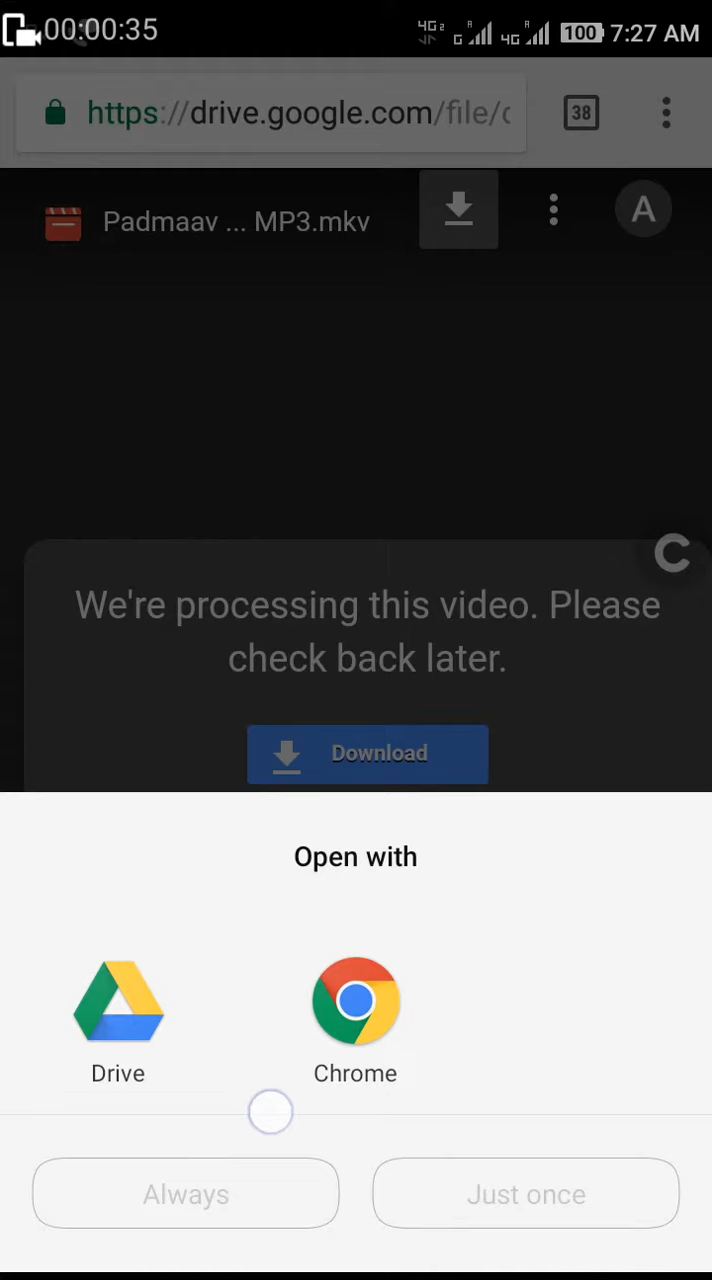 00:00:35 4G 2 R G R 4G 100 7:27 AM
https://drive.google.com/file/c 38
Padmaav ... MP3.mkv A
We're processing this video. Please
check back later.
Download
Open with
Drive Chrome
Always Just once